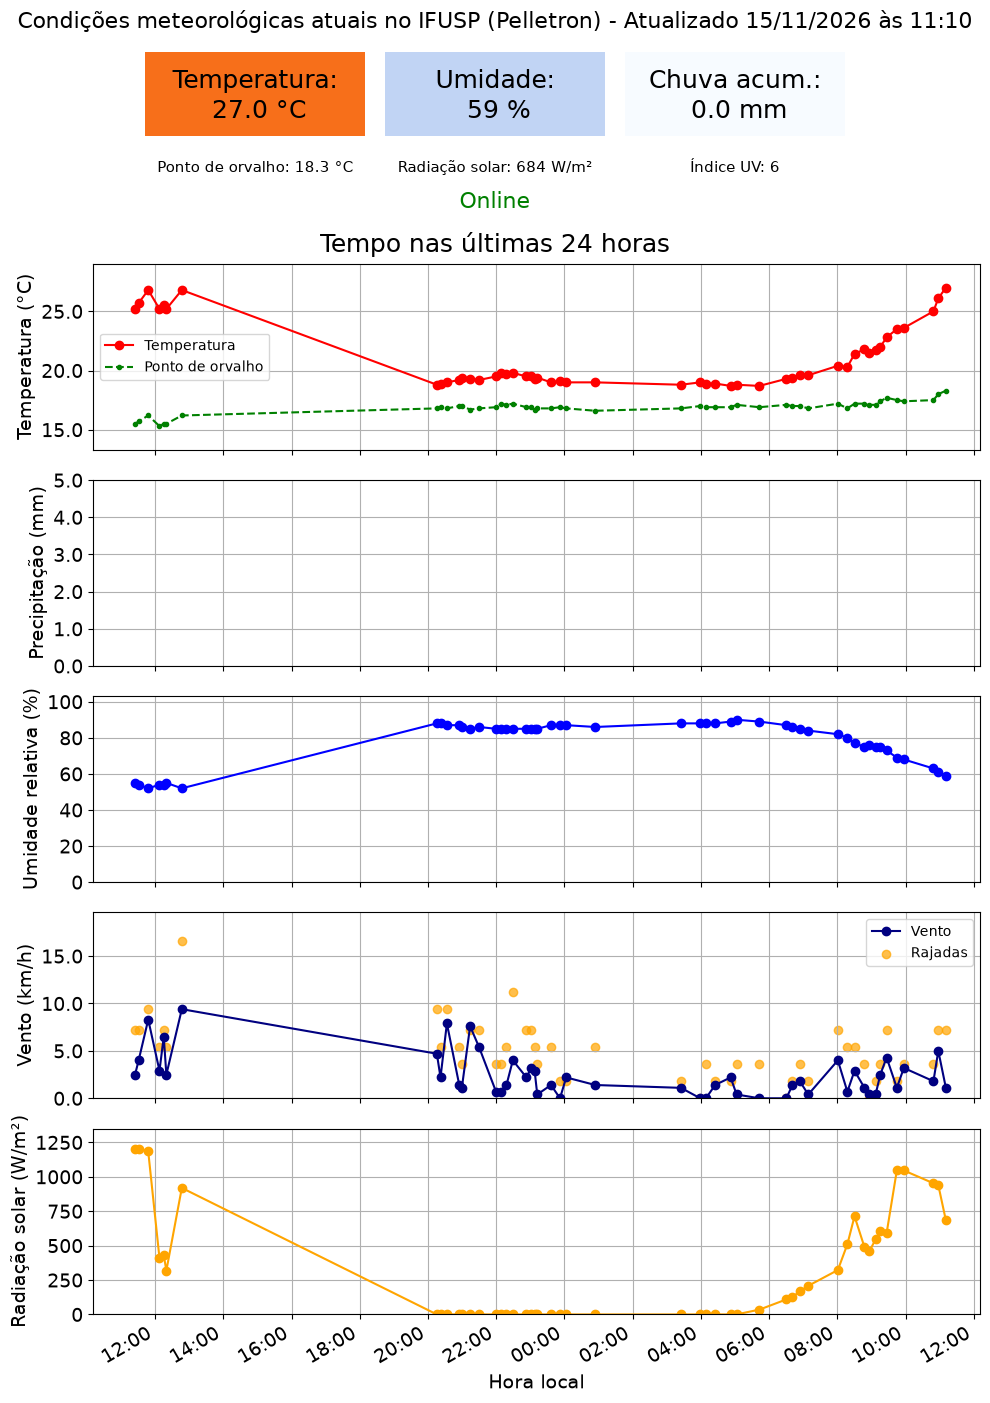 Condições meteorológicas atuais no IFUSP (Pelletron) - Atualizado 15/11/2026 às 11:10
Temperatura:
27.0 °C
Umidade:
59 %
Chuva acum.:
0.0 mm
Ponto de orvalho: 18.3 °C
Radiação solar: 684 W/m²
Índice UV: 6
Online
Tempo nas últimas 24 horas
Temperatura (°C)
25.0
20.0
15.0
Temperatura
Ponto de orvalho
Precipitação (mm)
5.0
4.0
3.0
2.0
1.0
0.0
Umidade relativa (%)
100
80
60
40
20
0
Vento (km/h)
15.0
10.0
5.0
0.0
Vento
Rajadas
Radiação solar (W/m²)
1250
1000
750
500
250
0
12:00
14:00
16:00
18:00
20:00
22:00
00:00
02:00
04:00
06:00
08:00
10:00
12:00
Hora local